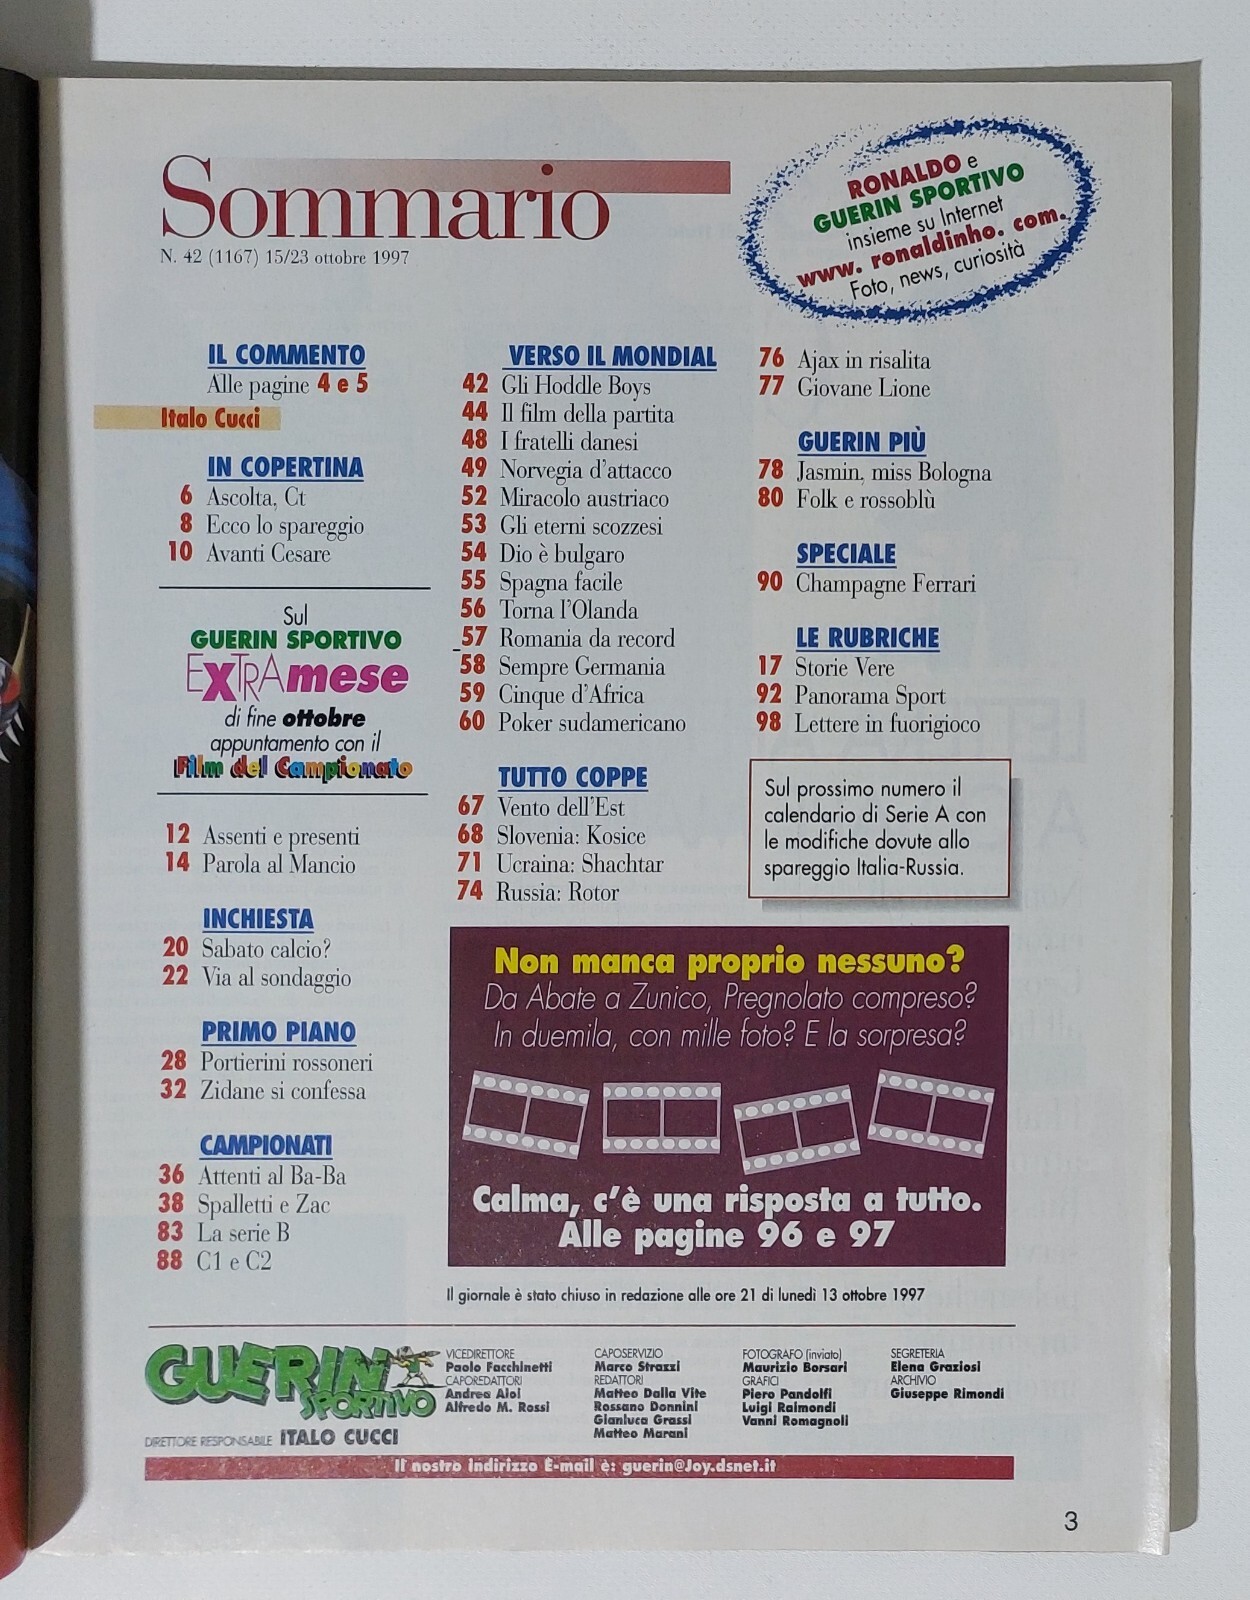 Sommario
N. 42 (1167) 15/23 ottobre 1997
RONALDO e
GUERIN SPORTIVO
insieme su Internet
www. ronaldinho. com.
Foto, news, curiosità
IL COMMENTO
Alle pagine 4 e 5
Italo Cucci
IN COPERTINA
6 Ascolta, Ct
8 Ecco lo spareggio
10 Avanti Cesare
Sul
GUERIN SPORTIVO
EXTRAmese
di fine ottobre
appuntamento con il
Film del Campionato
12 Assenti e presenti
14 Parola al Mancio
INCHIESTA
20 Sabato calcio?
22 Via al sondaggio
PRIMO PIANO
28 Portierini rossoneri
32 Zidane si confessa
CAMPIONATI
36 Attenti al Ba-Ba
38 Spalletti e Zac
83 La serie B
88 C1 e C2
VERSO IL MONDIAL
42 Gli Hoddle Boys
44 Il film della partita
48 I fratelli danesi
49 Norvegia d'attacco
52 Miracolo austriaco
53 Gli eterni scozzesi
54 Dio è bulgaro
55 Spagna facile
56 Torna l'Olanda
57 Romania da record
58 Sempre Germania
59 Cinque d'Africa
60 Poker sudamericano
TUTTO COPPE
67 Vento dell'Est
68 Slovenia: Kosice
71 Ucraina: Shachtar
74 Russia: Rotor
76 Ajax in risalita
77 Giovane Lione
GUERIN PIÙ
78 Jasmin, miss Bologna
80 Folk e rossoblù
SPECIALE
90 Champagne Ferrari
LE RUBRICHE
17 Storie Vere
92 Panorama Sport
98 Lettere in fuorigioco
Sul prossimo numero il
calendario di Serie A con
le modifiche dovute allo
spareggio Italia-Russia.
Non manca proprio nessuno?
Da Abate a Zunico, Pregnolato compreso?
In duemila, con mille foto? E la sorpresa?
Calma, c'è una risposta a tutto.
Alle pagine 96 e 97
Il giornale è stato chiuso in redazione alle ore 21 di lunedì 13 ottobre 1997
GUERIN
SPORTIVO
DIRETTORE RESPONSABILE ITALO CUCCI
VICEDIRETTORE
Paolo Facchinetti
CAPOREDATTORI
Andrea Aloi
Alfredo M. Rossi
CAPOSERVIZIO
Marco Strazzi
REDATTORI
Matteo Dalla Vite
Rossano Donnini
Gianluca Grassi
Matteo Marani
FOTOGRAFO (inviato)
Maurizio Borsari
GRAFICI
Piero Pandolfi
Luigi Raimondi
Vanni Romagnoli
SEGRETERIA
Elena Graziosi
ARCHIVIO
Giuseppe Rimondi
Il nostro indirizzo E-mail è: guerin@Joy.dsnet.it
3